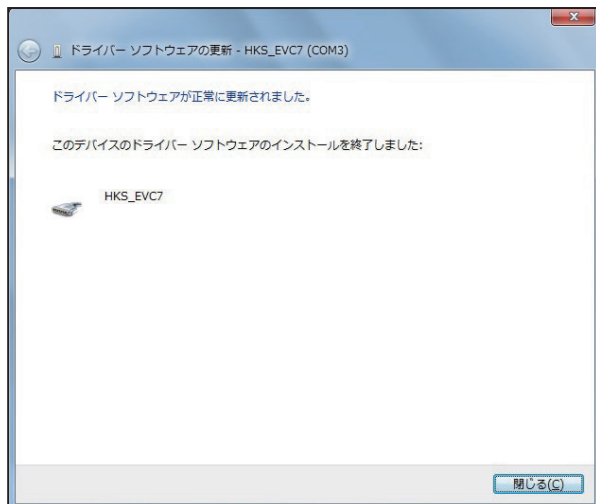 ドライバー ソフトウェアの更新 - HKS_EVC7 (COM3)
ドライバー ソフトウェアが正常に更新されました。
このデバイスのドライバー ソフトウェアのインストールを終了しました:
HKS_EVC7
閉じる(C)